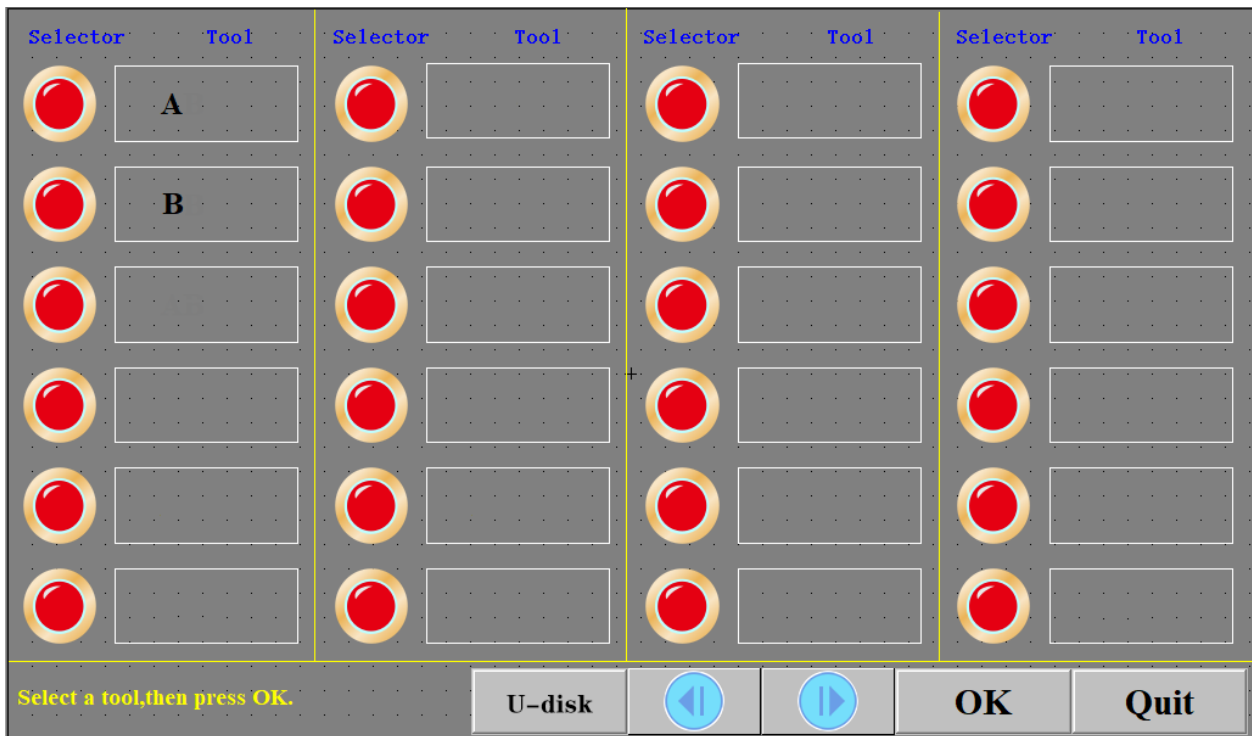 Selector Tool Selector Tool Selector Tool Selector Tool
A
B
Select a tool,then press OK.
U-disk
OK
Quit